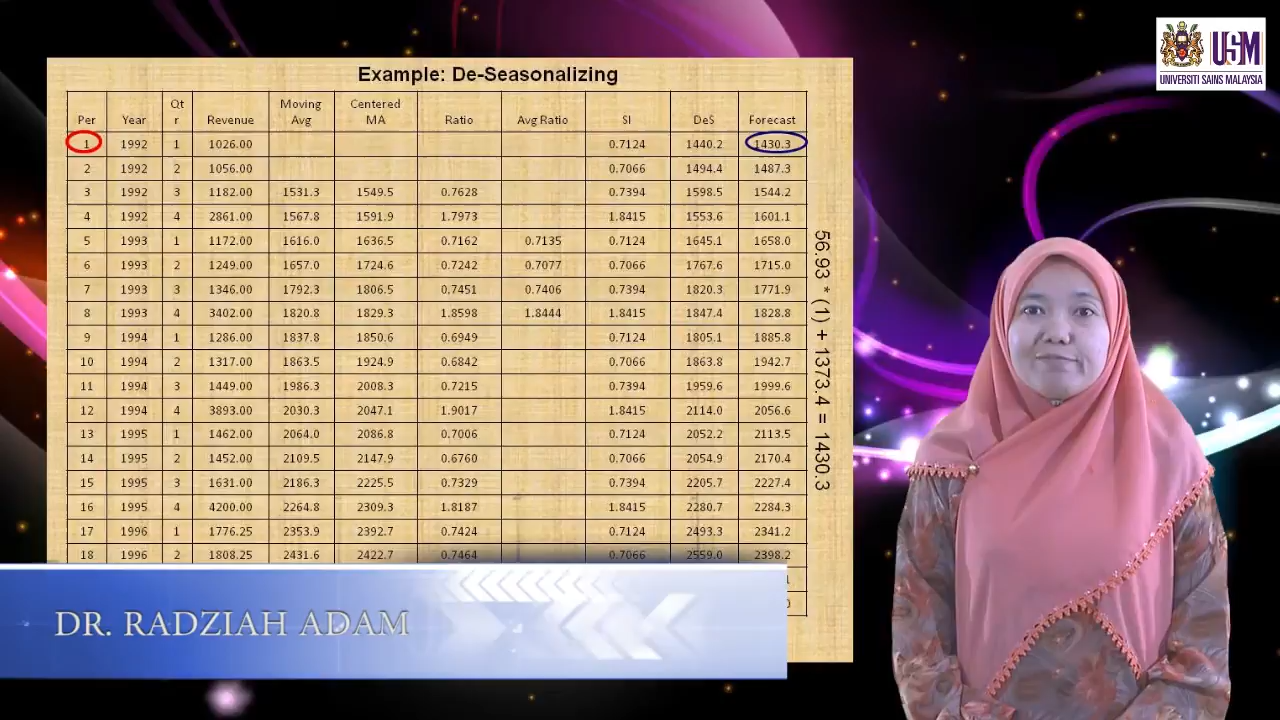 Example: De-Seasonalizing
Per Year Qt r Revenue Moving Avg Centered MA Ratio Avg Ratio SI DeS Forecast
1 1992 1 1026.00 0.7124 1440.2 1430.3
2 1992 2 1056.00 0.7066 1494.4 1487.3
3 1992 3 1182.00 1531.3 1549.5 0.7628 0.7394 1598.5 1544.2
4 1992 4 2861.00 1567.8 1591.9 1.7973 1.8415 1553.6 1601.1
5 1993 1 1172.00 1616.0 1636.5 0.7162 0.7135 0.7124 1645.1 1658.0
6 1993 2 1249.00 1657.0 1724.6 0.7242 0.7077 0.7066 1767.6 1715.0
7 1993 3 1346.00 1792.3 1806.5 0.7451 0.7406 0.7394 1820.3 1771.9
8 1993 4 3402.00 1820.8 1829.3 1.8598 1.8444 1.8415 1847.4 1828.8
9 1994 1 1286.00 1837.8 1850.6 0.6949 0.7124 1805.1 1885.8
10 1994 2 1317.00 1863.5 1924.9 0.6842 0.7066 1863.8 1942.7
11 1994 3 1449.00 1986.3 2008.3 0.7215 0.7394 1959.6 1999.6
12 1994 4 3893.00 2030.3 2047.1 1.9017 1.8415 2114.0 2056.6
13 1995 1 1462.00 2064.0 2086.8 0.7006 0.7124 2052.2 2113.5
14 1995 2 1452.00 2109.5 2147.9 0.6760 0.7066 2054.9 2170.4
15 1995 3 1631.00 2186.3 2225.5 0.7329 0.7394 2205.7 2227.4
16 1995 4 4200.00 2264.8 2309.3 1.8187 1.8415 2280.7 2284.3
17 1996 1 1776.25 2353.9 2392.7 0.7424 0.7124 2493.3 2341.2
18 1996 2 1808.25 2431.6 2422.7 0.7464 0.7066 2559.0 2398.2
56.93 * (1) + 1373.4 = 1430.3
DR. RADZIAH ADAM
USM
UNIVERSITI SAINS MALAYSIA